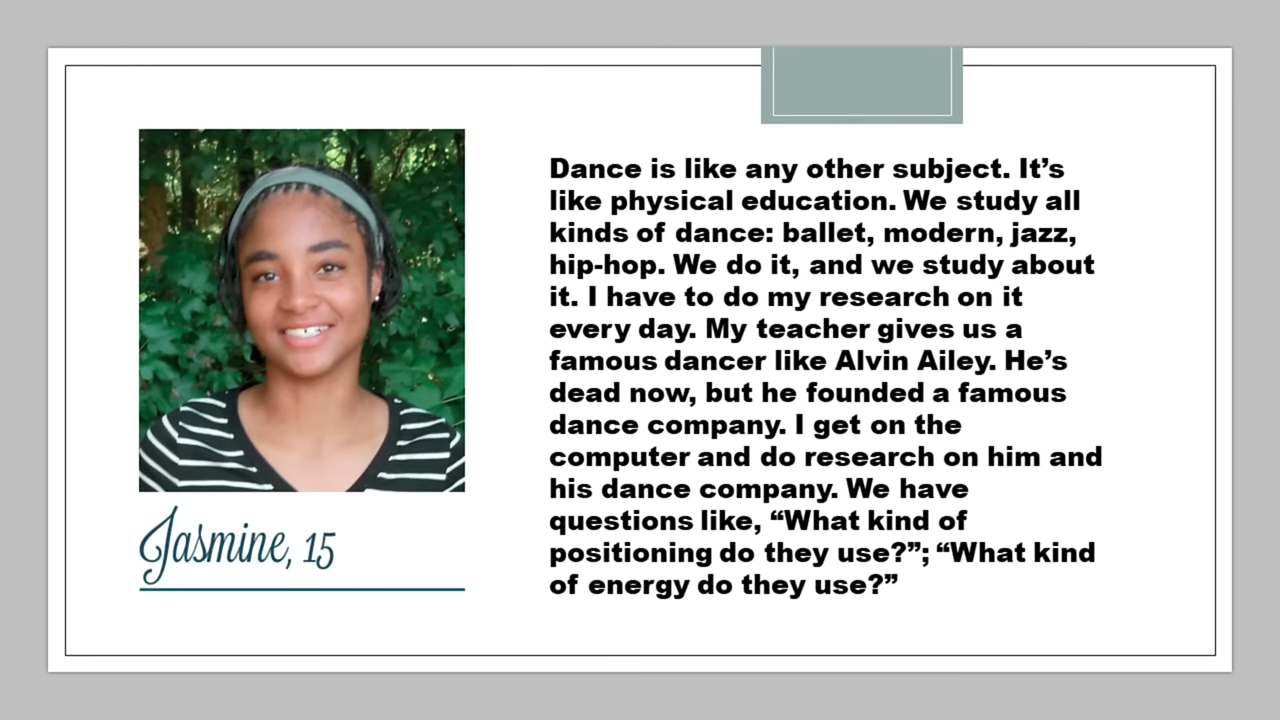 Dance is like any other subject. It’s
like physical education. We study all
kinds of dance: ballet, modern, jazz,
hip-hop. We do it, and we study about
it. I have to do my research on it
every day. My teacher gives us a
famous dancer like Alvin Ailey. He’s
dead now, but he founded a famous
dance company. I get on the
computer and do research on him and
his dance company. We have
questions like, “What kind of
positioning do they use?”; “What kind
of energy do they use?”
Jasmine, 15